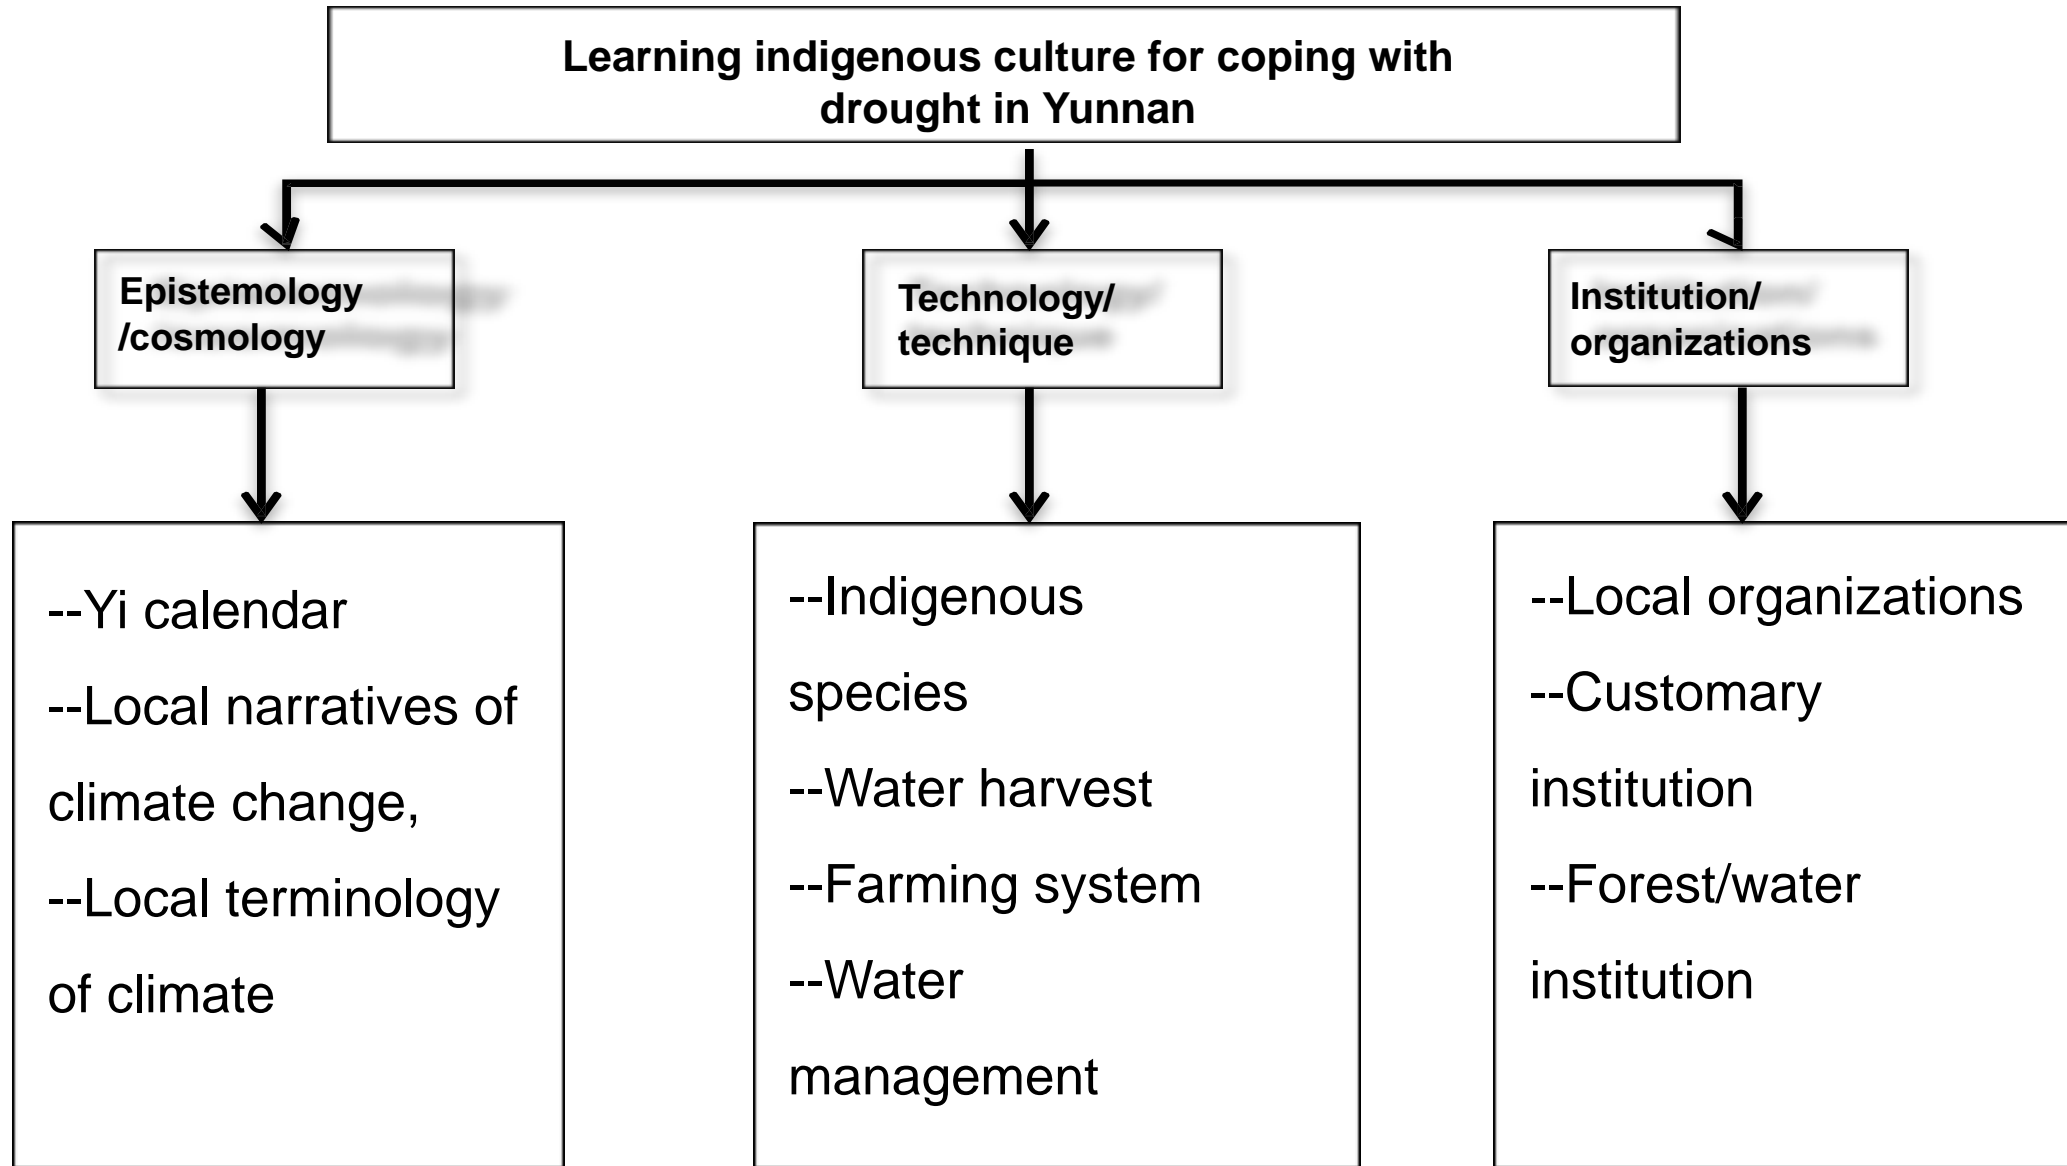 Learning indigenous culture for coping with
drought in Yunnan
Epistemology
/cosmology
Technology/
technique
Institution/
organizations
--Yi calendar
--Local narratives of
climate change,
--Local terminology
of climate
--Indigenous
species
--Water harvest
--Farming system
--Water
management
--Local organizations
--Customary
institution
--Forest/water
institution